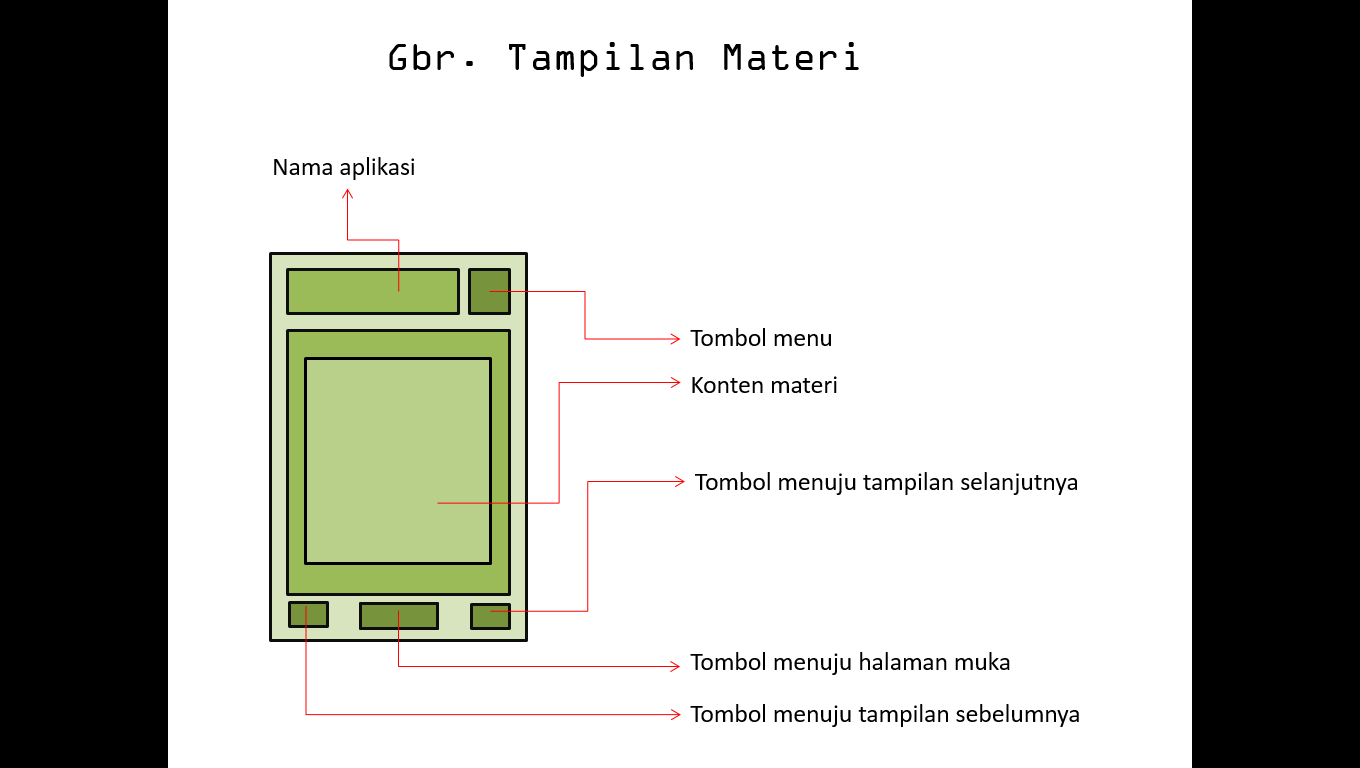 Gbr. Tampilan Materi
Nama aplikasi
Tombol menu
Konten materi
Tombol menuju tampilan selanjutnya
Tombol menuju halaman muka
Tombol menuju tampilan sebelumnya